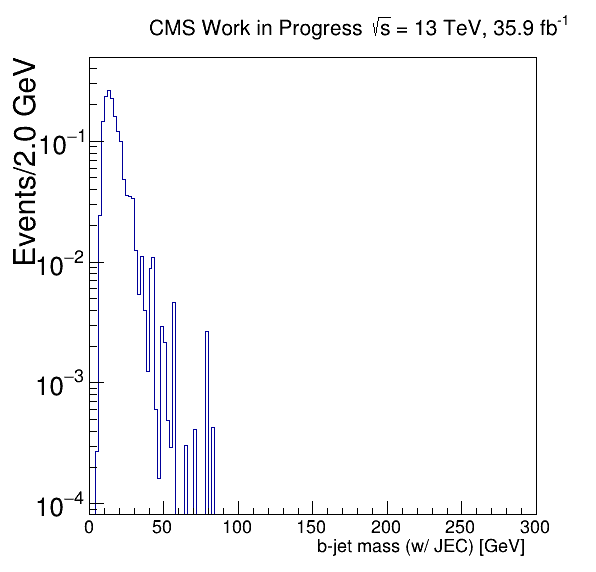 CMS Work in Progress √s = 13 TeV, 35.9 fb⁻¹
Events/2.0 GeV
10⁻¹
10⁻²
10⁻³
10⁻⁴
0 50 100 150 200 250 300
b-jet mass (w/ JEC) [GeV]